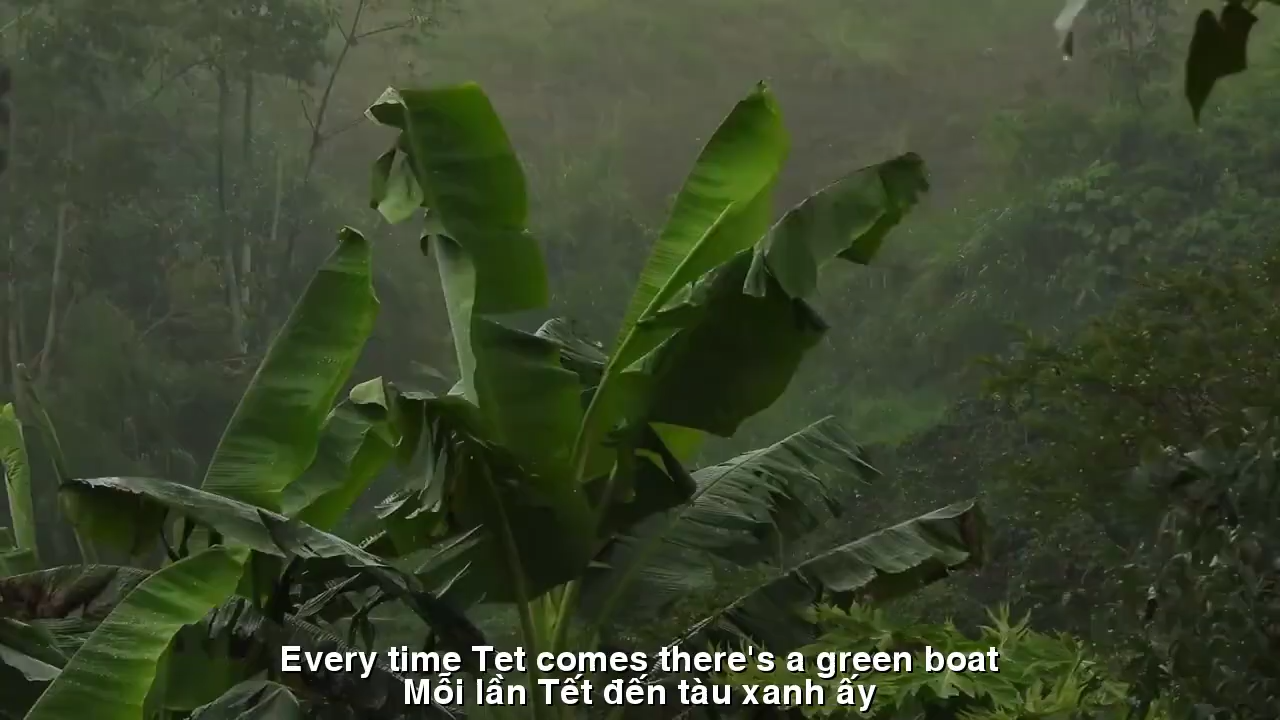 Every time Tet comes there's a green boat
Mỗi lần Tết đến tàu xanh ấy